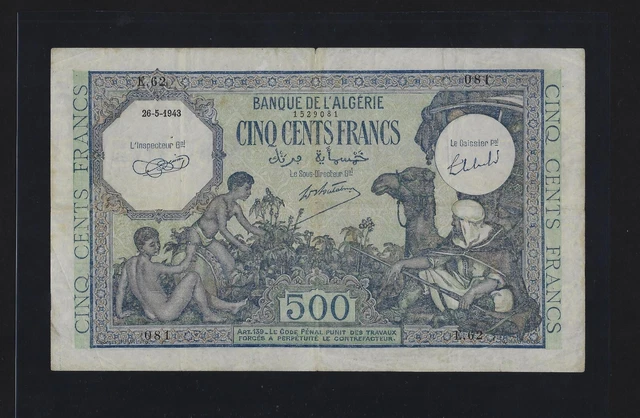 K.62
081
BANQUE DE L'ALGÉRIE
1529081
26-5-1943
CINQ CENTS FRANCS
L'Inspecteur Gal
Le Caissier Pal
خمسماية فرنك
Le Sous-Directeur Gal
CINQ CENTS FRANCS
CINQ CENTS FRANCS
500
081
K.62
ART. 139._LE CODE PÉNAL PUNIT DES TRAVAUX
FORCÉS A PERPÉTUITÉ LE CONTREFACTEUR.